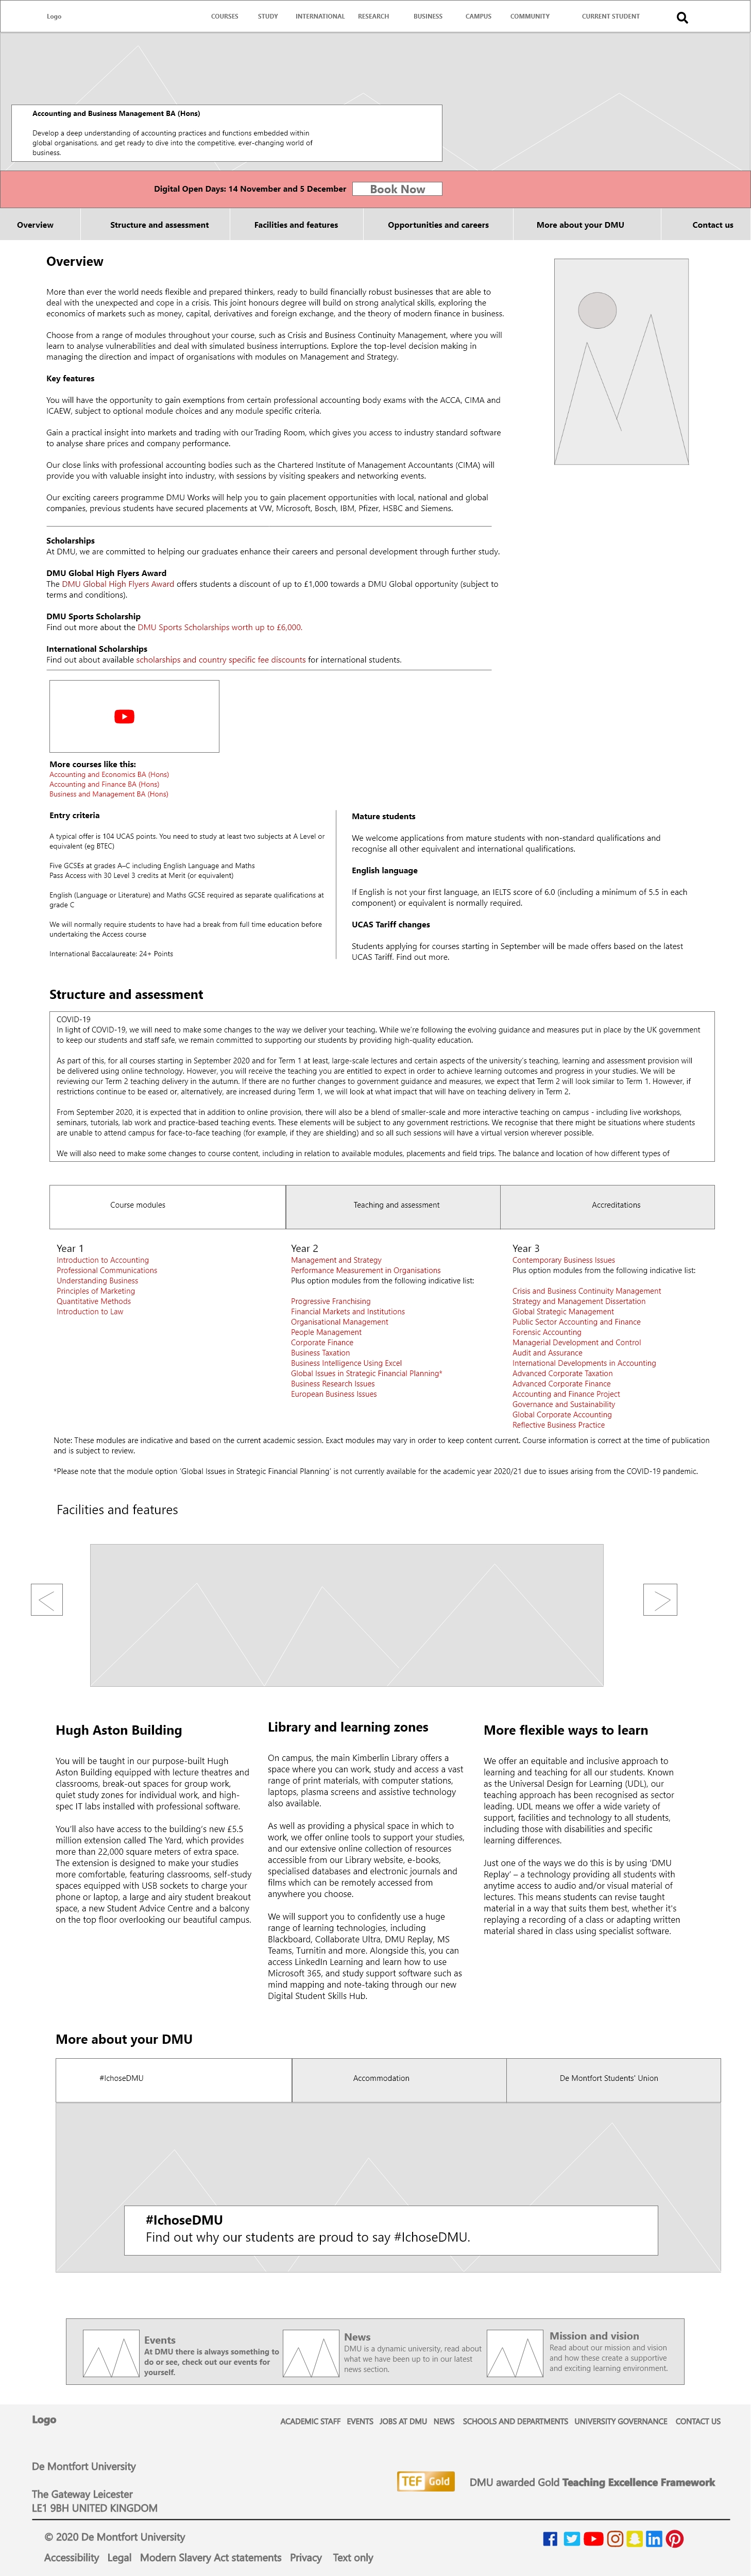 Logo
COURSES STUDY INTERNATIONAL RESEARCH BUSINESS CAMPUS COMMUNITY CURRENT STUDENT
Accounting and Business Management BA (Hons)
Develop a deep understanding of accounting practices and functions embedded within
global organisations, and get ready to dive into the competitive, ever-changing world of
business.
Digital Open Days: 14 November and 5 December Book Now
Overview Structure and assessment Facilities and features Opportunities and careers More about your DMU Contact us
Overview
More than ever the world needs flexible and prepared thinkers, ready to build financially robust businesses that are able to
deal with the unexpected and cope in a crisis. This joint honours degree will build on strong analytical skills, exploring the
economics of markets such as money, capital, derivatives and foreign exchange, and the theory of modern finance in business.
Choose from a range of modules throughout your course, such as Crisis and Business Continuity Management, where you will
learn to analyse vulnerabilities and deal with simulated business interruptions. Explore the top-level decision making in
managing the direction and impact of organisations with modules on Management and Strategy.
Key features
You will have the opportunity to gain exemptions from certain professional accounting body exams with the ACCA, CIMA and
ICAEW, subject to optional module choices and any module specific criteria.
Gain a practical insight into markets and trading with our Trading Room, which gives you access to industry standard software
to analyse share prices and company performance.
Our close links with professional accounting bodies such as the Chartered Institute of Management Accountants (CIMA) will
provide you with valuable insight into industry, with sessions by visiting speakers and networking events.
Our exciting careers programme DMU Works will help you to gain placement opportunities with local, national and global
companies, previous students have secured placements at VW, Microsoft, Bosch, IBM, Pfizer, HSBC and Siemens.
Scholarships
At DMU, we are committed to helping our graduates enhance their careers and personal development through further study.
DMU Global High Flyers Award
The DMU Global High Flyers Award offers students a discount of up to £1,000 towards a DMU Global opportunity (subject to
terms and conditions).
DMU Sports Scholarship
Find out more about the DMU Sports Scholarships worth up to £6,000.
International Scholarships
Find out about available scholarships and country specific fee discounts for international students.
More courses like this:
Accounting and Economics BA (Hons)
Accounting and Finance BA (Hons)
Business and Management BA (Hons)
Entry criteria
A typical offer is 104 UCAS points. You need to study at least two subjects at A Level or
equivalent (eg BTEC)
Five GCSEs at grades A–C including English Language and Maths
Pass Access with 30 Level 3 credits at Merit (or equivalent)
English (Language or Literature) and Maths GCSE required as separate qualifications at
grade C
We will normally require students to have had a break from full time education before
undertaking the Access course
International Baccalaureate: 24+ Points
Mature students
We welcome applications from mature students with non-standard qualifications and
recognise all other equivalent and international qualifications.
English language
If English is not your first language, an IELTS score of 6.0 (including a minimum of 5.5 in each
component) or equivalent is normally required.
UCAS Tariff changes
Students applying for courses starting in September will be made offers based on the latest
UCAS Tariff. Find out more.
Structure and assessment
COVID-19
In light of COVID-19, we will need to make some changes to the way we deliver your teaching. While we're following the evolving guidance and measures put in place by the UK government
to keep our students and staff safe, we remain committed to supporting our students by providing high-quality education.
As part of this, for all courses starting in September 2020 and for Term 1 at least, large-scale lectures and certain aspects of the university's teaching, learning and assessment provision will
be delivered using online technology. However, you will receive the teaching you are entitled to expect in order to achieve learning outcomes and progress in your studies. We will be
reviewing our Term 2 teaching delivery in the autumn. If there are no further changes to government guidance and measures, we expect that Term 2 will look similar to Term 1. However, if
restrictions continue to be eased or, alternatively, are increased during Term 1, we will look at what impact that will have on teaching delivery in Term 2.
From September 2020, it is expected that in addition to online provision, there will also be a blend of smaller-scale and more interactive teaching on campus - including live workshops,
seminars, tutorials, lab work and practice-based teaching events. These elements will be subject to any government restrictions. We recognise that there might be situations where students
are unable to attend campus for face-to-face teaching (for example, if they are shielding) and so all such sessions will have a virtual version wherever possible.
We will also need to make some changes to course content, including in relation to available modules, placements and field trips. The balance and location of how different types of
Course modules Teaching and assessment Accreditations
Year 1
Introduction to Accounting
Professional Communications
Understanding Business
Principles of Marketing
Quantitative Methods
Introduction to Law
Year 2
Management and Strategy
Performance Measurement in Organisations
Plus option modules from the following indicative list:
Progressive Franchising
Financial Markets and Institutions
Organisational Management
People Management
Corporate Finance
Business Taxation
Business Intelligence Using Excel
Global Issues in Strategic Financial Planning*
Business Research Issues
European Business Issues
Year 3
Contemporary Business Issues
Plus option modules from the following indicative list:
Crisis and Business Continuity Management
Strategy and Management Dissertation
Global Strategic Management
Public Sector Accounting and Finance
Forensic Accounting
Managerial Development and Control
Audit and Assurance
International Developments in Accounting
Advanced Corporate Taxation
Advanced Corporate Finance
Accounting and Finance Project
Governance and Sustainability
Global Corporate Accounting
Reflective Business Practice
Note: These modules are indicative and based on the current academic session. Exact modules may vary in order to keep content current. Course information is correct at the time of publication
and is subject to review.
*Please note that the module option 'Global Issues in Strategic Financial Planning' is not currently available for the academic year 2020/21 due to issues arising from the COVID-19 pandemic.
Facilities and features
Hugh Aston Building
You will be taught in our purpose-built Hugh
Aston Building equipped with lecture theatres and
classrooms, break-out spaces for group work,
quiet study zones for individual work, and high-
spec IT labs installed with professional software.
You'll also have access to the building's new £5.5
million extension called The Yard, which provides
more than 22,000 square meters of extra space.
The extension is designed to make your studies
more comfortable, featuring classrooms, self-study
spaces equipped with USB sockets to charge your
phone or laptop, a large and airy student breakout
space, a new Student Advice Centre and a balcony
on the top floor overlooking our beautiful campus.
Library and learning zones
On campus, the main Kimberlin Library offers a
space where you can work, study and access a vast
range of print materials, with computer stations,
laptops, plasma screens and assistive technology
also available.
As well as providing a physical space in which to
work, we offer online tools to support your studies,
and our extensive online collection of resources
accessible from our Library website, e-books,
specialised databases and electronic journals and
films which can be remotely accessed from
anywhere you choose.
We will support you to confidently use a huge
range of learning technologies, including
Blackboard, Collaborate Ultra, DMU Replay, MS
Teams, Turnitin and more. Alongside this, you can
access LinkedIn Learning and learn how to use
Microsoft 365, and study support software such as
mind mapping and note-taking through our new
Digital Student Skills Hub.
More flexible ways to learn
We offer an equitable and inclusive approach to
learning and teaching for all our students. Known
as the Universal Design for Learning (UDL), our
teaching approach has been recognised as sector
leading. UDL means we offer a wide variety of
support, facilities and technology to all students,
including those with disabilities and specific
learning differences.
Just one of the ways we do this is by using 'DMU
Replay' – a technology providing all students with
anytime access to audio and/or visual material of
lectures. This means students can revise taught
material in a way that suits them best, whether it's
replaying a recording of a class or adapting written
material shared in class using specialist software.
More about your DMU
#IchoseDMU Accommodation De Montfort Students' Union
#IchoseDMU
Find out why our students are proud to say #IchoseDMU.
Events
At DMU there is always something to
do or see, check out our events for
yourself.
News
DMU is a dynamic university, read about
what we have been up to in our latest
news section.
Mission and vision
Read about our mission and vision
and how these create a supportive
and exciting learning environment.
Logo
ACADEMIC STAFF EVENTS JOBS AT DMU NEWS SCHOOLS AND DEPARTMENTS UNIVERSITY GOVERNANCE CONTACT US
De Montfort University
The Gateway Leicester
LE1 9BH UNITED KINGDOM
TEF Gold
DMU awarded Gold Teaching Excellence Framework
© 2020 De Montfort University
Accessibility Legal Modern Slavery Act statements Privacy Text only